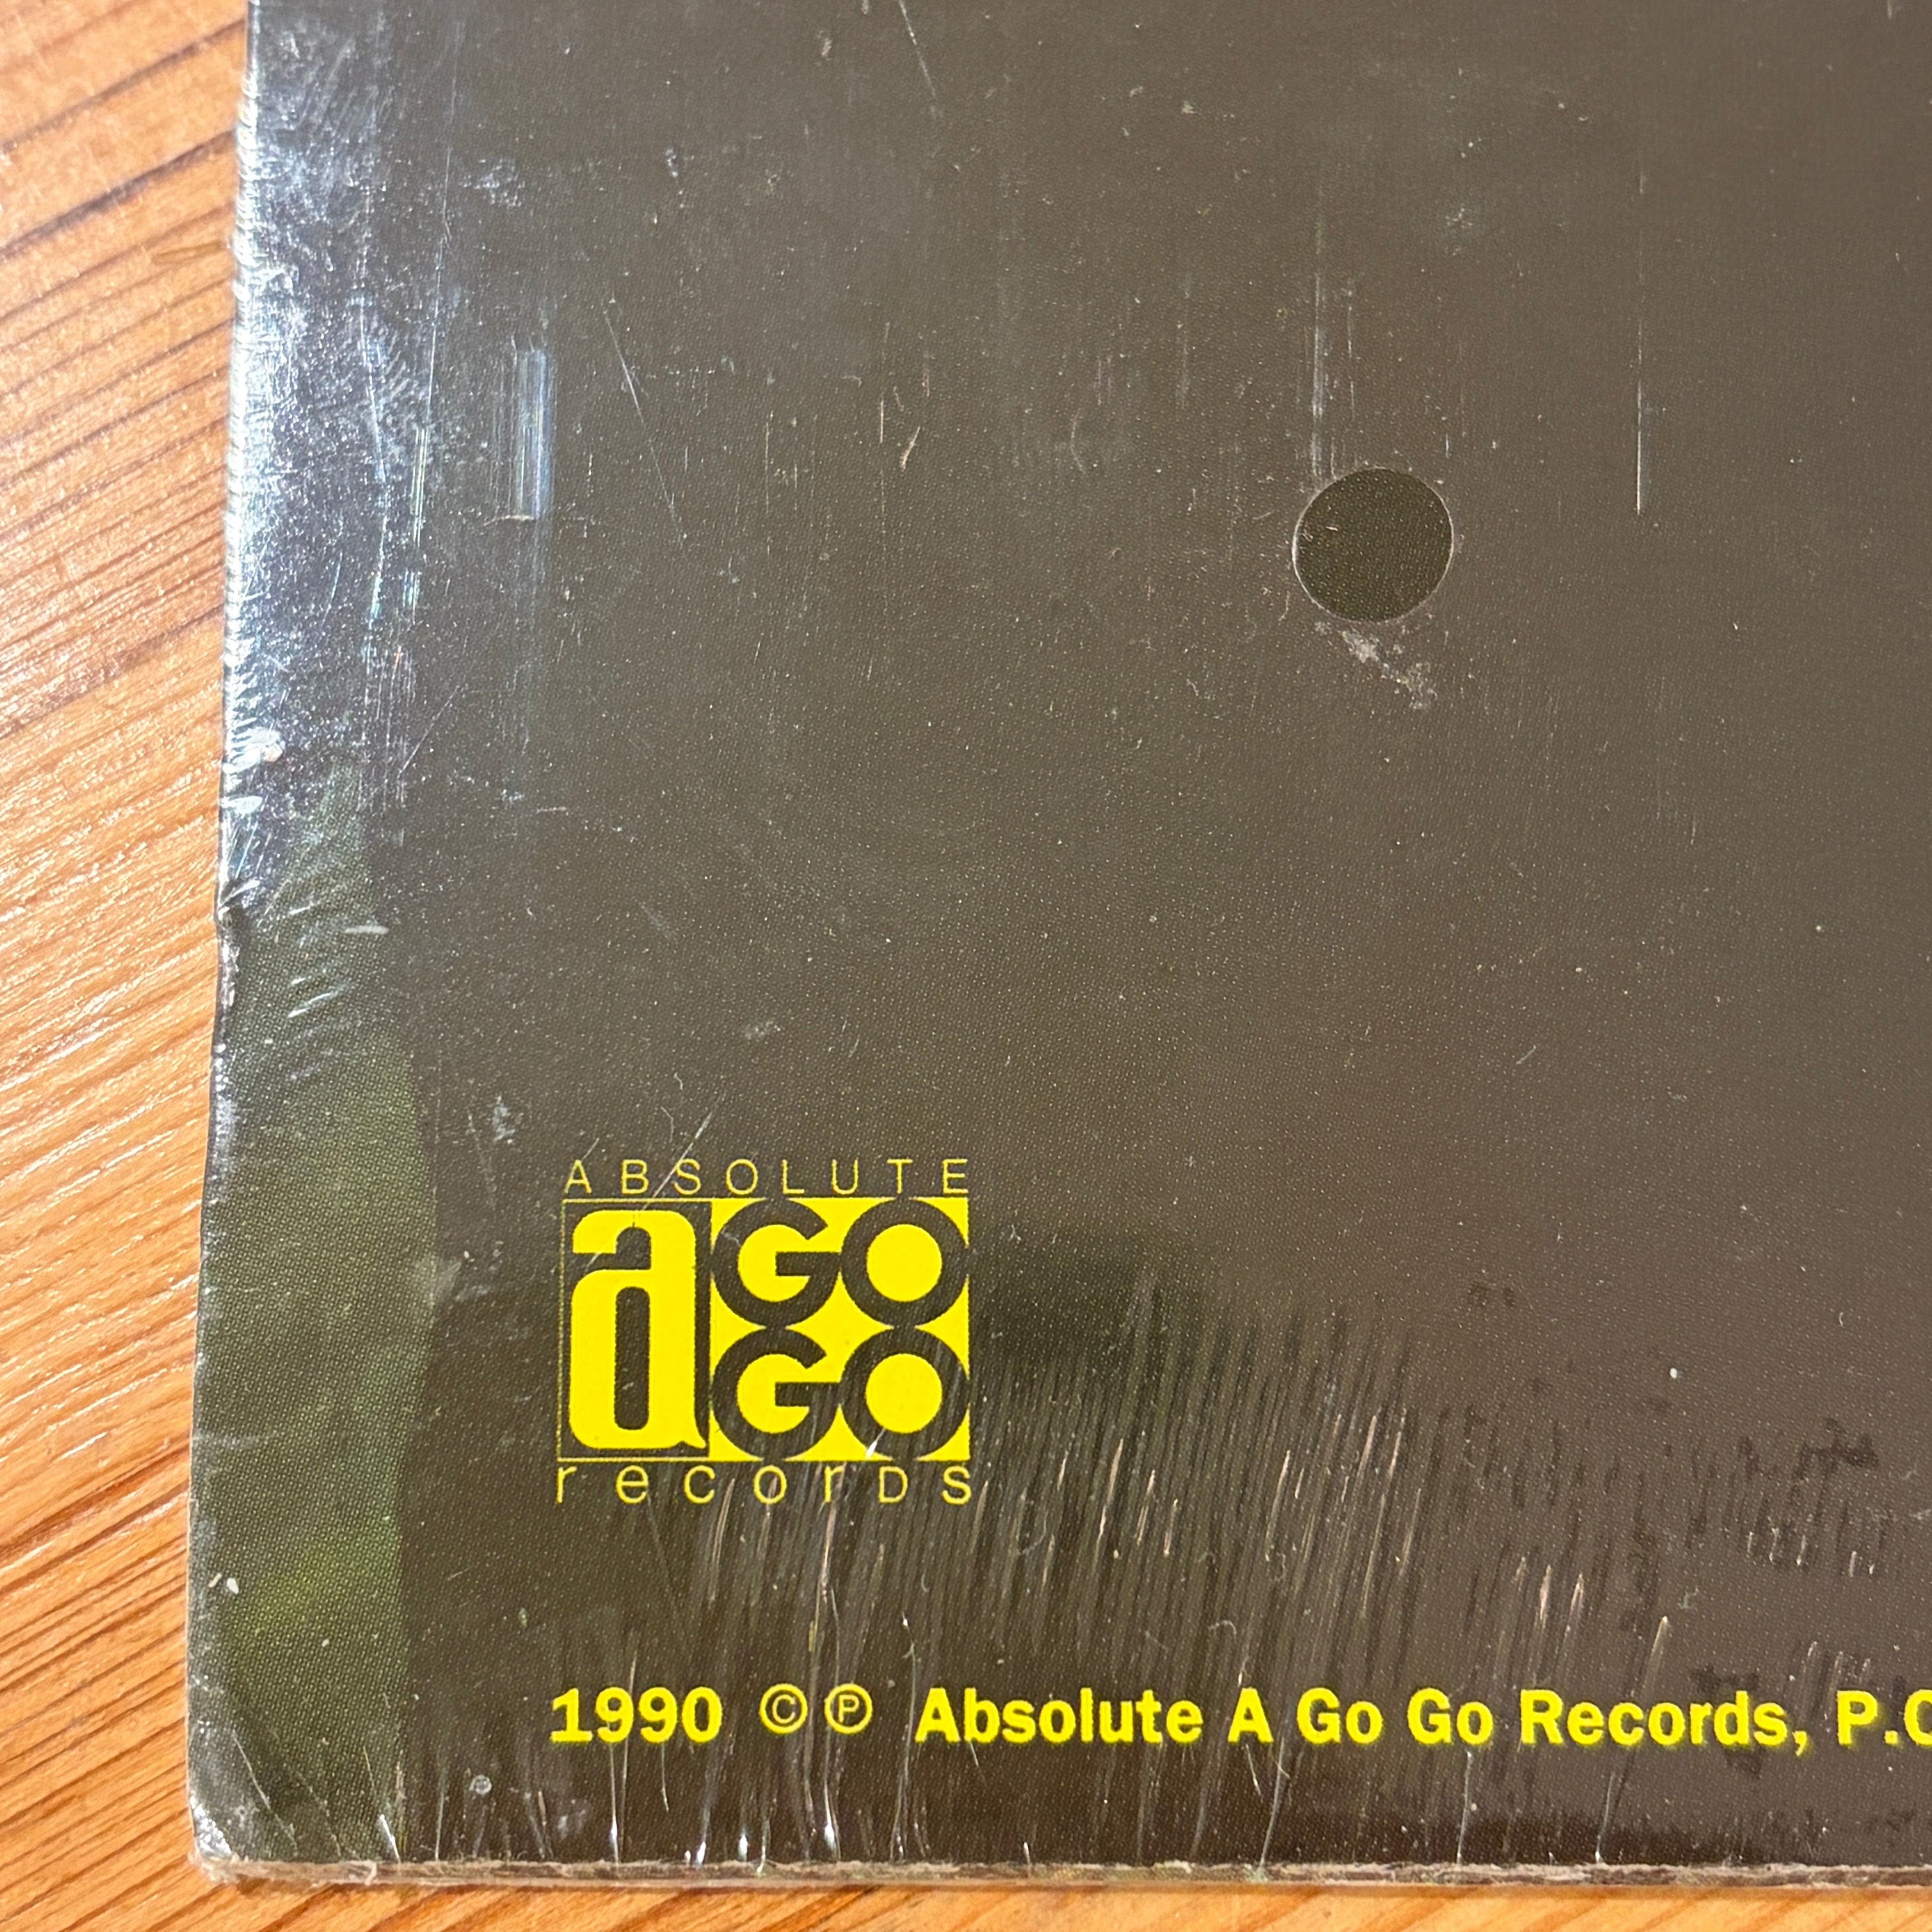 ABSOLUTE
a GO
GO
records
1990 © ℗ Absolute A Go Go Records, P.